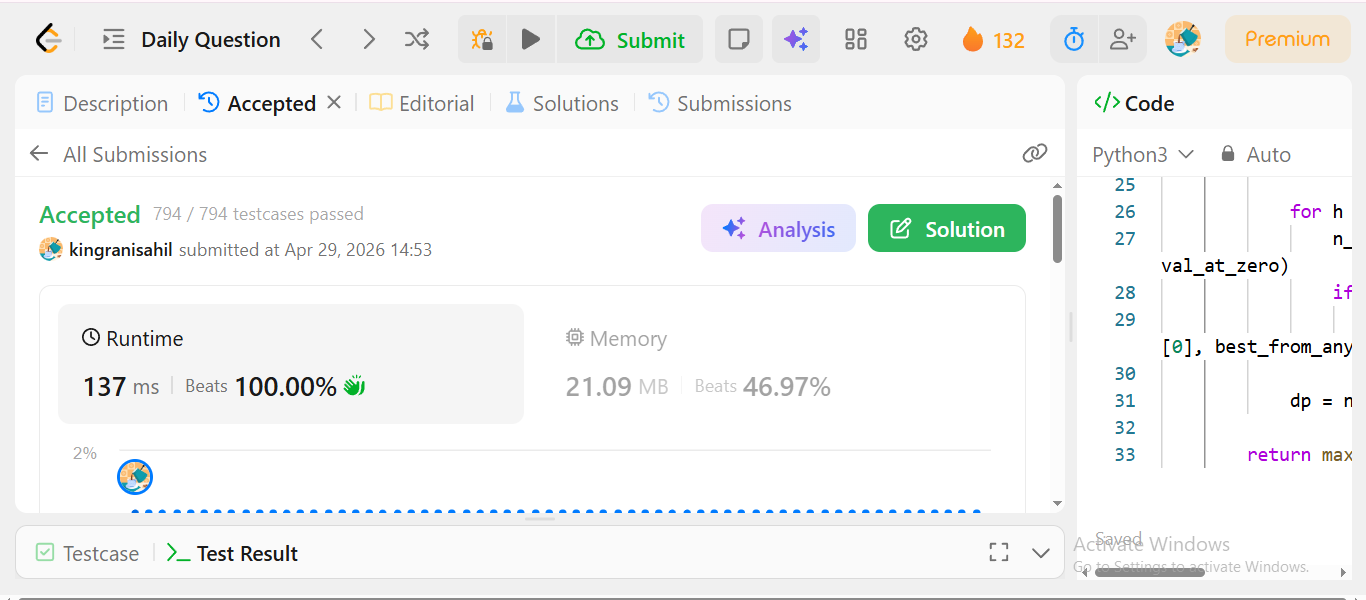 Daily Question
Submit
132
Premium
Description
Accepted
Editorial
Solutions
Submissions
All Submissions
Accepted 794 / 794 testcases passed
kingranisahil submitted at Apr 29, 2026 14:53
Analysis
Solution
Runtime
137 ms Beats 100.00%
Memory
21.09 MB Beats 46.97%
2%
Testcase
>_ Test Result
</> Code
Python3
Auto
25
26 for h
27 n_
val_at_zero)
28 if
29
[0], best_from_any
30
31 dp = n
32
33 return max
Saved
Activate Windows
Go to Settings to activate Windows.